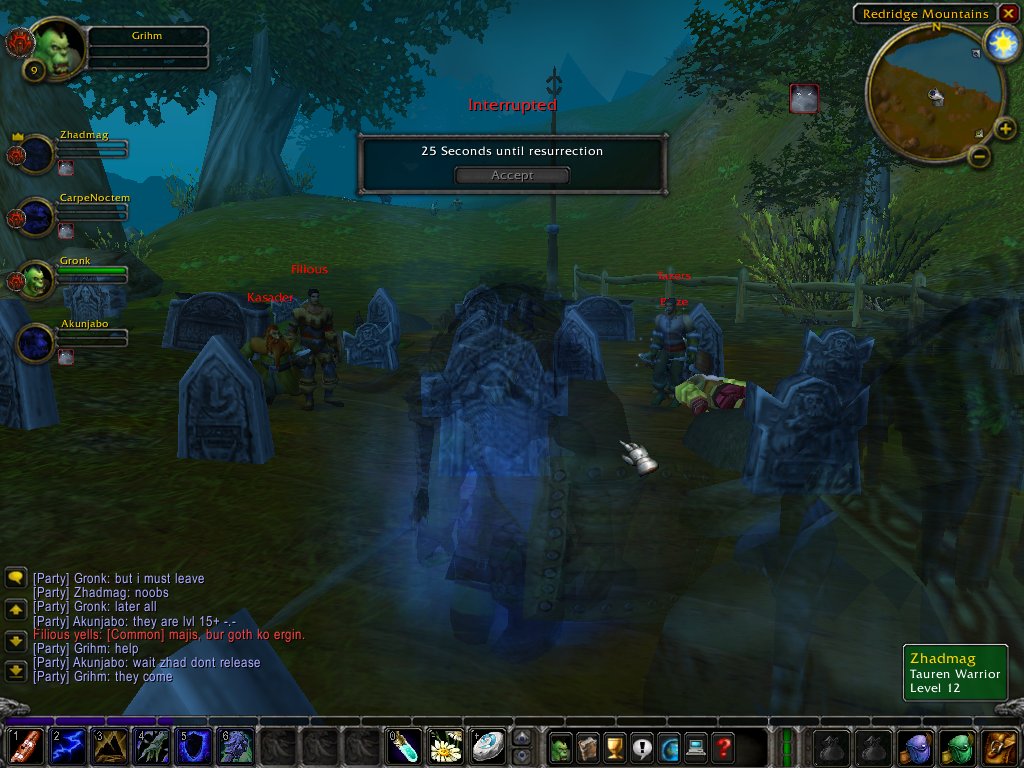 Redridge Mountains
N
Grihm
9
Interrupted
25 Seconds until resurrection
Accept
Zhadmag
CarpeNoctem
Gronk
Akunjabo
Filious
Kasader
[Party] Gronk: but i must leave
[Party] Zhadmag: noobs
[Party] Gronk: later all
[Party] Akunjabo: they are lvl 15+ -.-
Filious yells: [Common] majis, bur goth ko ergin.
[Party] Grihm: help
[Party] Akunjabo: wait zhad dont release
[Party] Grihm: they come
Zhadmag
Tauren Warrior
Level 12
1 2 3 4 5 6 0